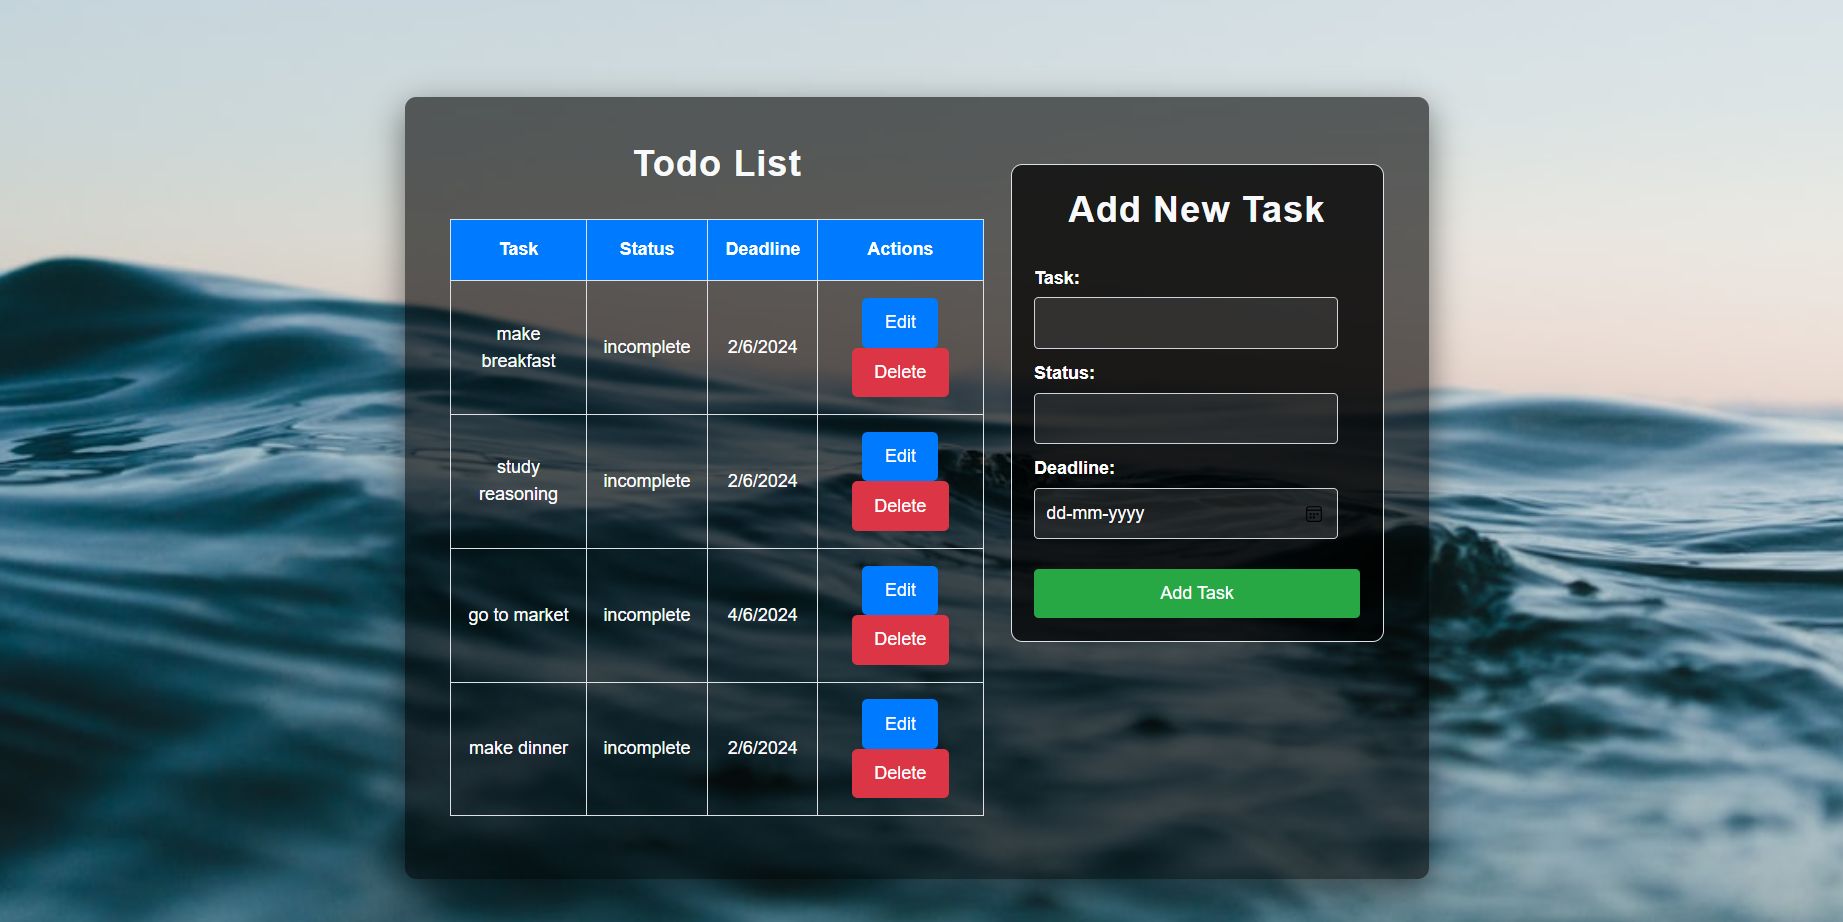 Todo List
Task Status Deadline Actions
make
breakfast
incomplete
2/6/2024
Edit
Delete
study
reasoning
incomplete
2/6/2024
Edit
Delete
go to market
incomplete
4/6/2024
Edit
Delete
make dinner
incomplete
2/6/2024
Edit
Delete
Add New Task
Task:
Status:
Deadline:
dd-mm-yyyy
Add Task